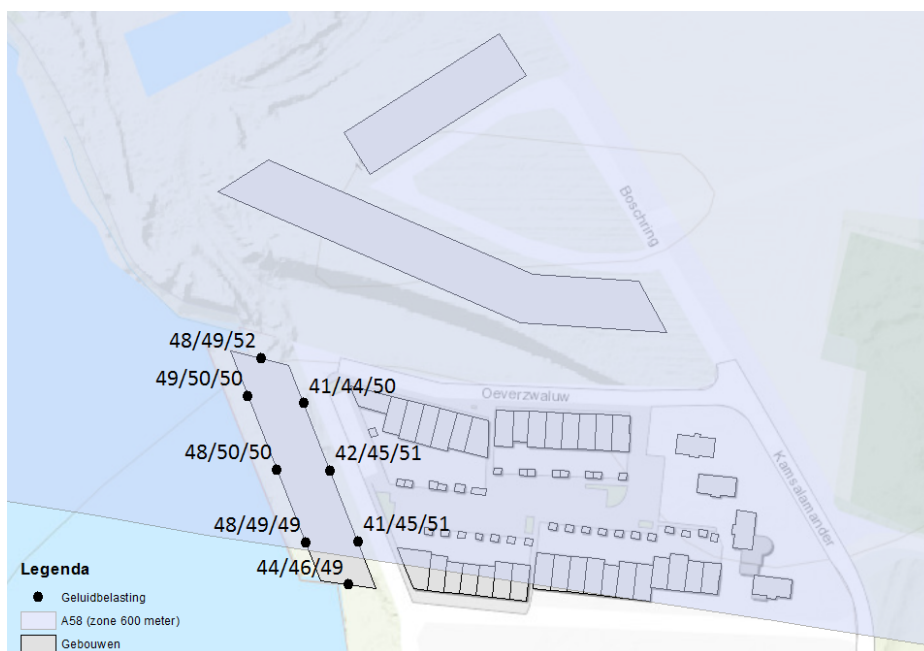 Boschring
48/49/52
49/50/50
41/44/50
Oeverzwaluw
48/50/50
42/45/51
Kamsalamander
48/49/49
41/45/51
44/46/49
Legenda
Geluidbelasting
A58 (zone 600 meter)
Gebouwen